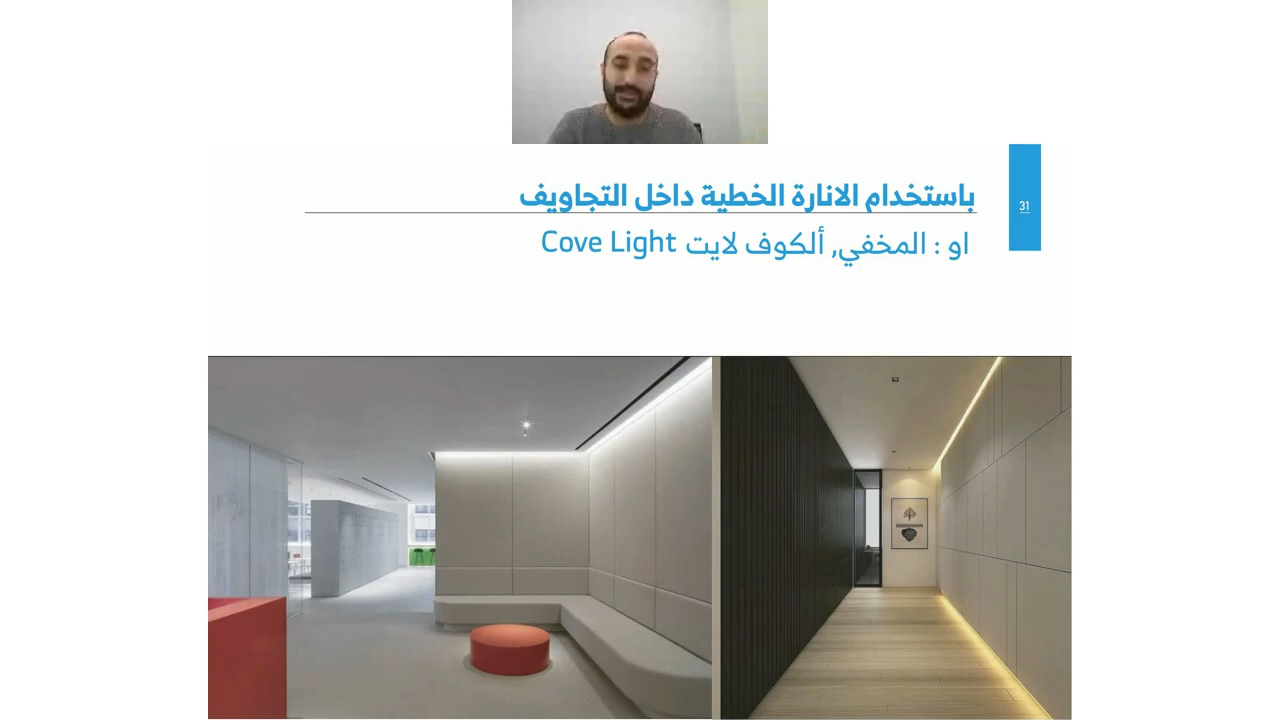 باستخدام الانارة الخطية داخل التجاويف
31
او : المخفي, ألكوف لايت Cove Light